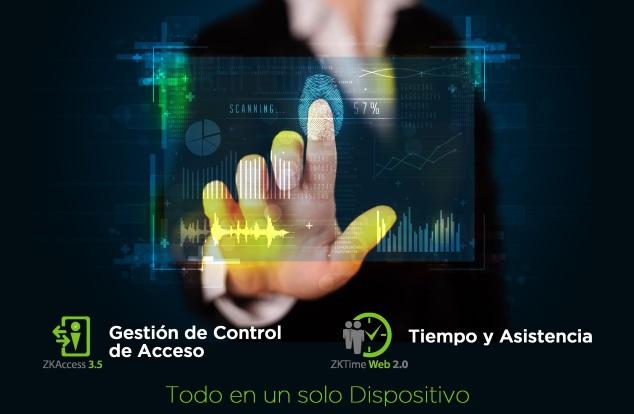 SCANNING... 57%
Gestión de Control
de Acceso
ZKAccess 3.5
Tiempo y Asistencia
ZKTime Web 2.0
Todo en un solo Dispositivo